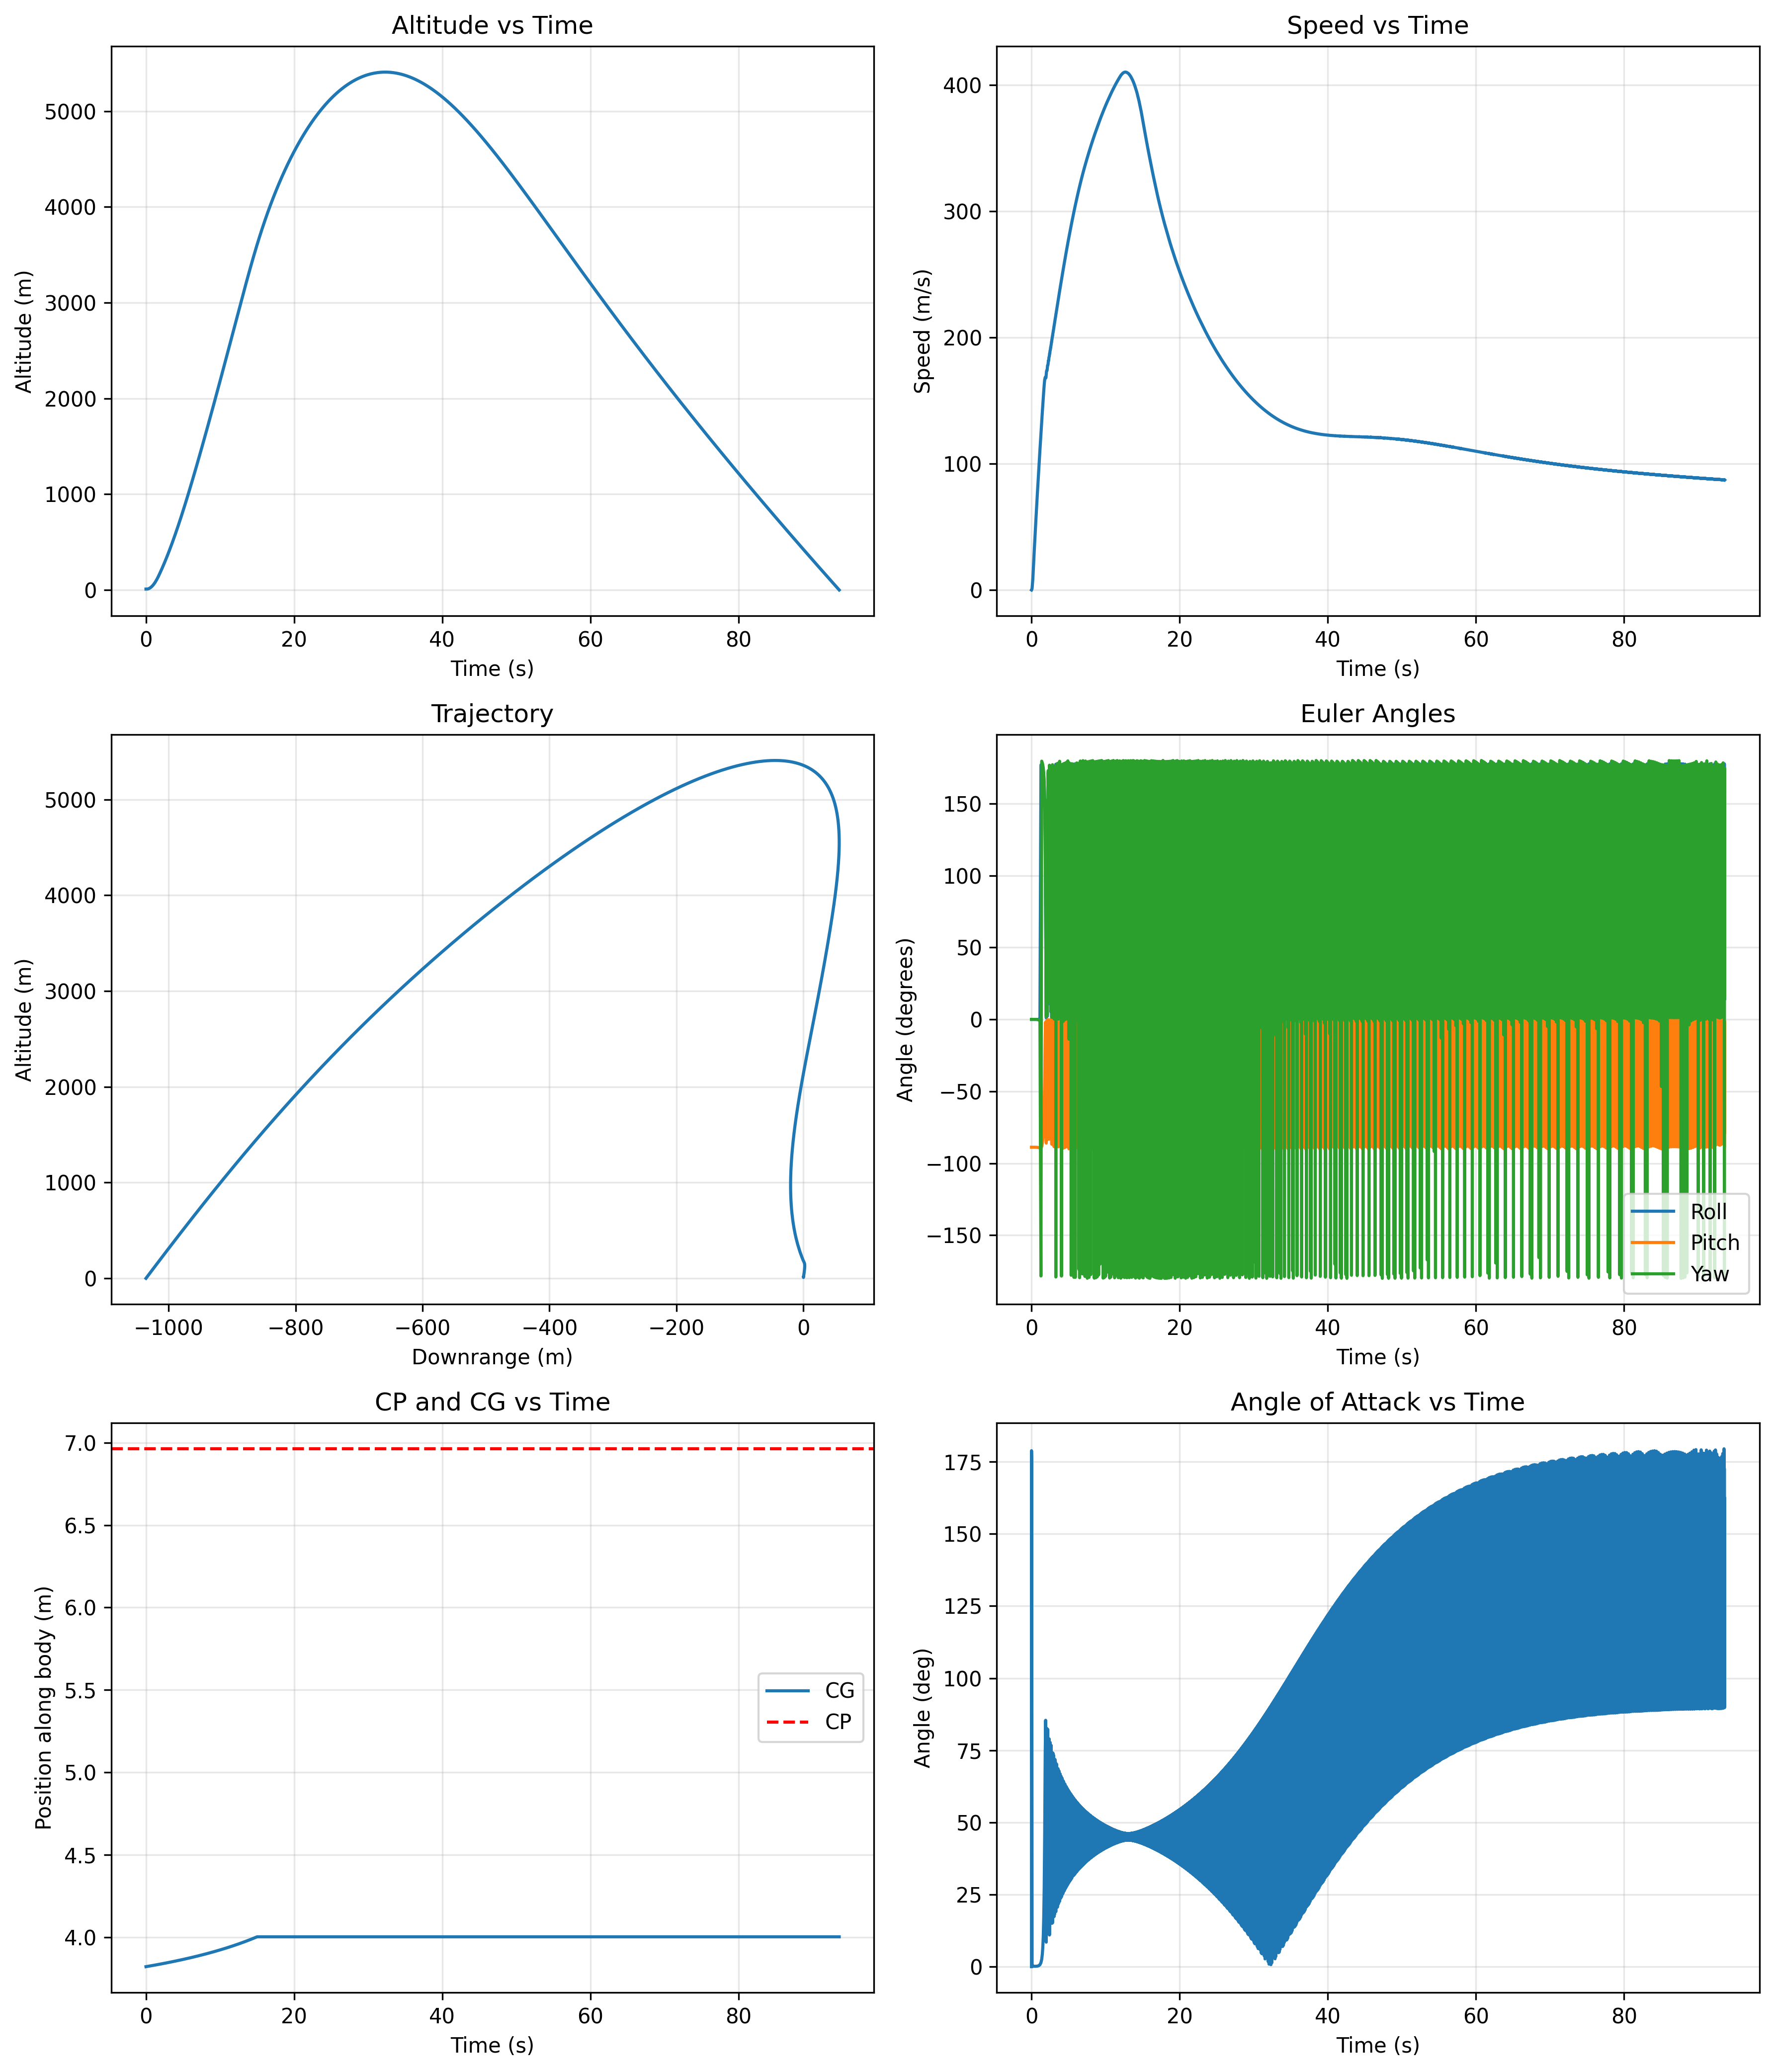 Altitude vs Time
Altitude (m)
5000
4000
3000
2000
1000
0
0 20 40 60 80
Time (s)
Speed vs Time
Speed (m/s)
400
300
200
100
0
0 20 40 60 80
Time (s)
Trajectory
Altitude (m)
5000
4000
3000
2000
1000
0
−1000 −800 −600 −400 −200 0
Downrange (m)
Euler Angles
Angle (degrees)
150
100
50
0
−50
−100
−150
Roll
Pitch
Yaw
0 20 40 60 80
Time (s)
CP and CG vs Time
Position along body (m)
7.0
6.5
6.0
5.5
5.0
4.5
4.0
CG
CP
0 20 40 60 80
Time (s)
Angle of Attack vs Time
Angle (deg)
175
150
125
100
75
50
25
0
0 20 40 60 80
Time (s)